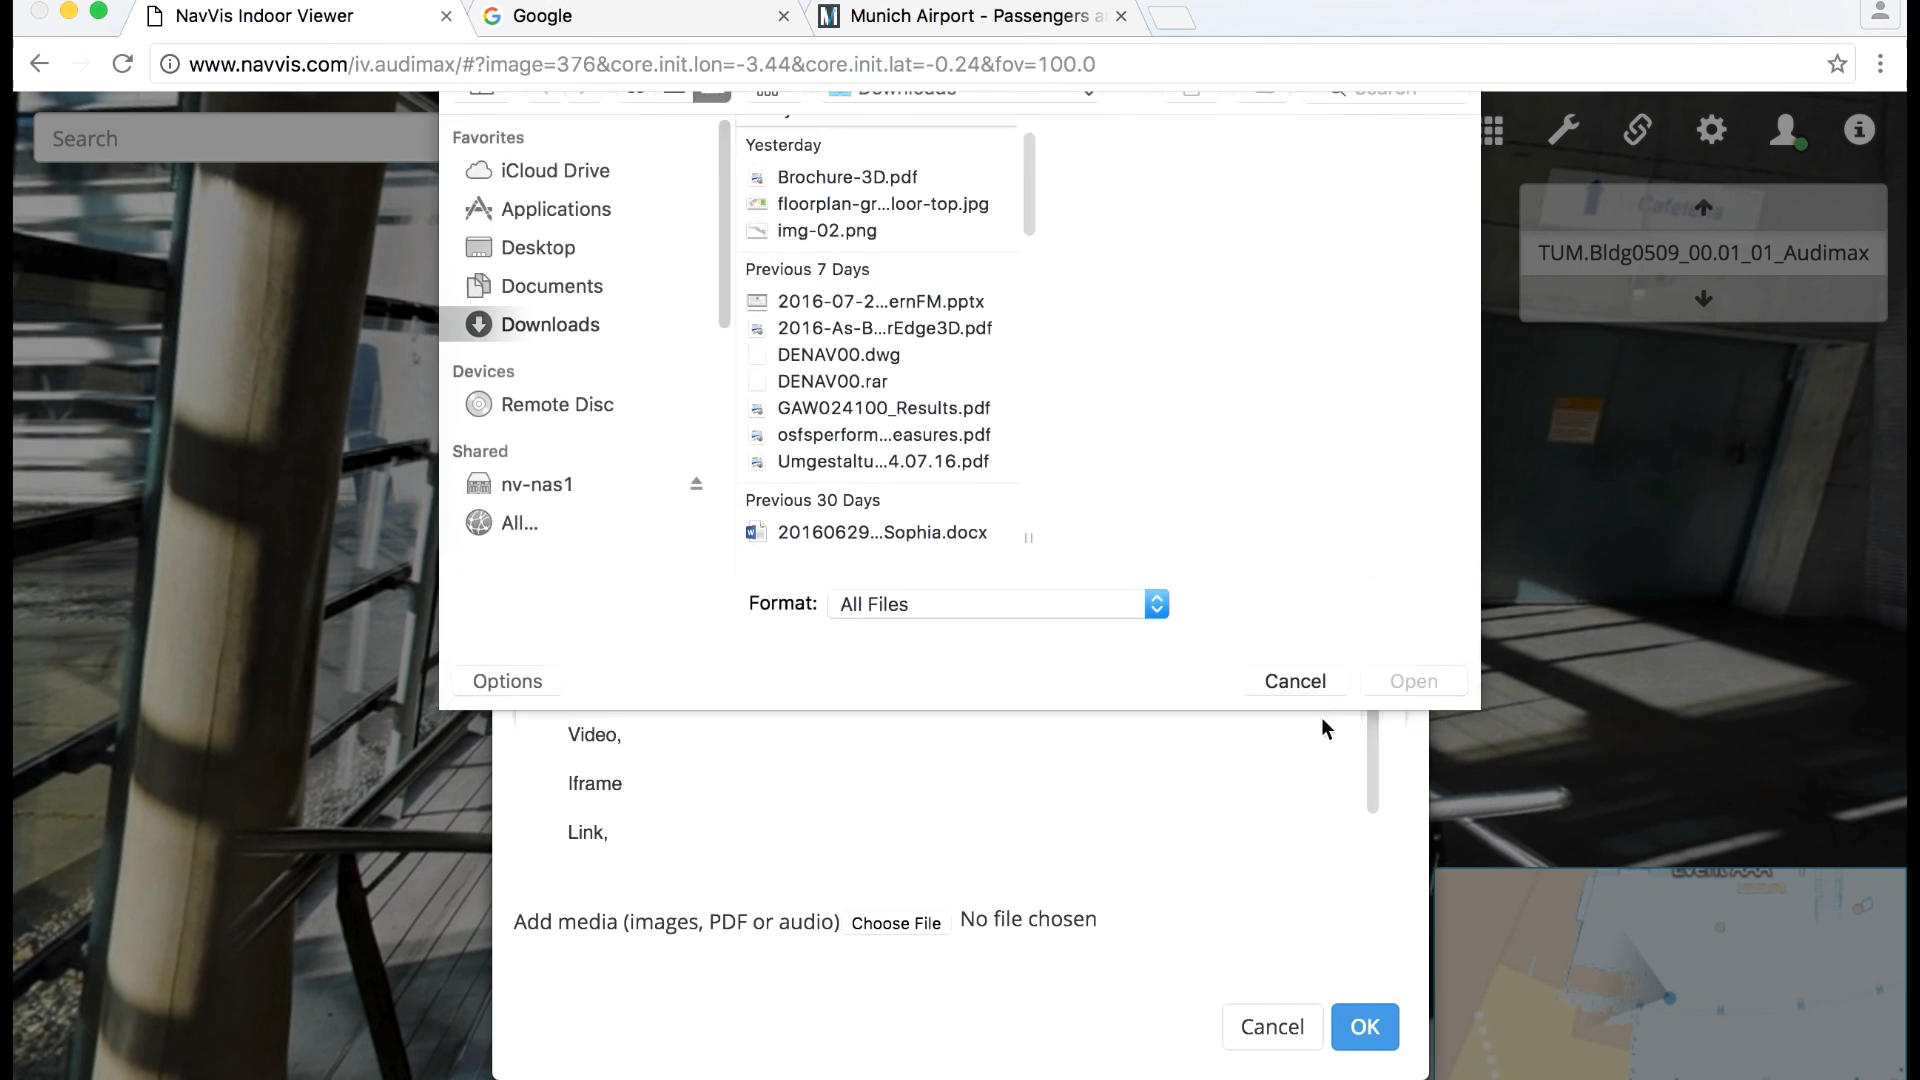 NavVis Indoor Viewer
Google
Munich Airport - Passengers a
www.navvis.com/iv.audimax/#?image=376&core.init.lon=-3.44&core.init.lat=-0.24&fov=100.0
Downloads
Search
Search
Favorites
iCloud Drive
Applications
Desktop
Documents
Downloads
Devices
Remote Disc
Shared
nv-nas1
All...
Yesterday
Brochure-3D.pdf
floorplan-gr...loor-top.jpg
img-02.png
Previous 7 Days
2016-07-2...ernFM.pptx
2016-As-B...rEdge3D.pdf
DENAV00.dwg
DENAV00.rar
GAW024100_Results.pdf
osfsperform...easures.pdf
Umgestaltu...4.07.16.pdf
Previous 30 Days
20160629...Sophia.docx
Format: All Files
Options
Cancel
Open
Cafeteria
TUM.Bldg0509_00.01_01_Audimax
Video,
Iframe
Link,
Add media (images, PDF or audio) Choose File No file chosen
Cancel
OK